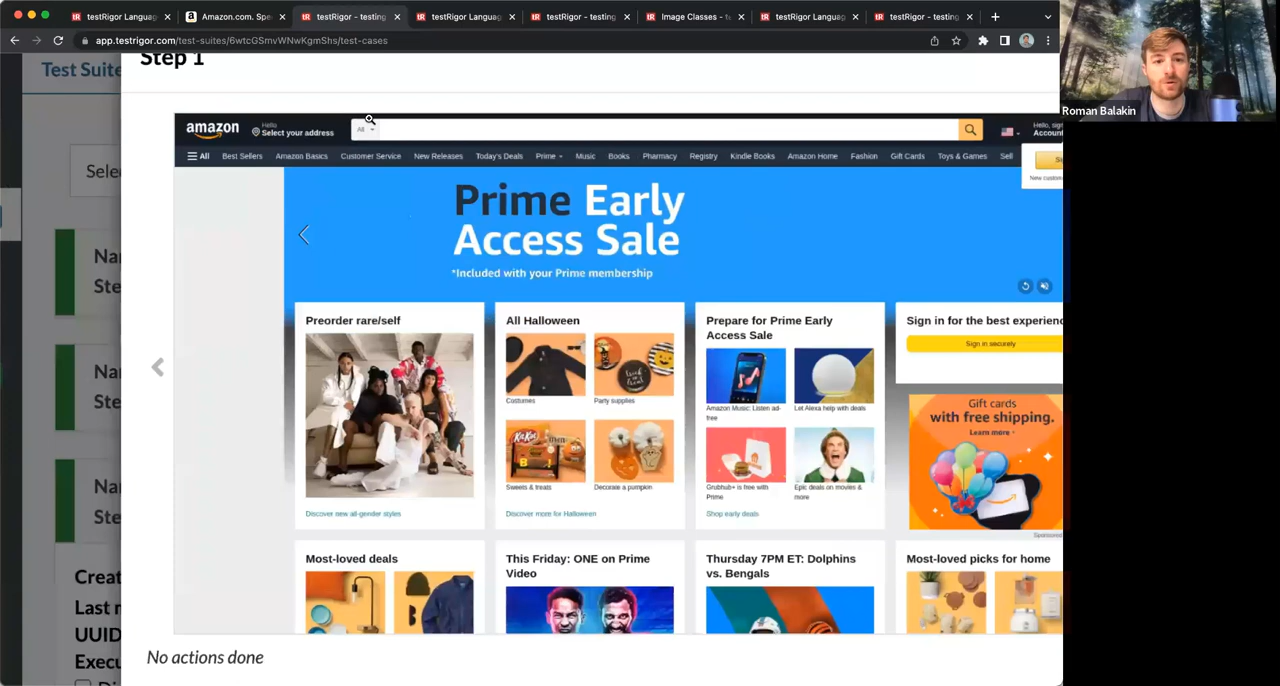 testRigor Languag
Amazon.com. Spe
testRigor - testing
testRigor Languag
testRigor - testing
Image Classes - t
testRigor Languag
testRigor - testing
app.testrigor.com/test-suites/6wtcGSmvWNwKgmShs/test-cases
Roman Balakin
Test Suite
Step 1
Sele
amazon
Hello
Select your address
All
Hello, sig
Accoun
All
Best Sellers
Amazon Basics
Customer Service
New Releases
Today's Deals
Prime
Music
Books
Pharmacy
Registry
Kindle Books
Amazon Home
Fashion
Gift Cards
Toys & Games
Sell
New custome
Prime Early
Access Sale
*Included with your Prime membership
Nar
Ste
Nar
Ste
Nar
Ste
Creat
Last m
UUID
Execu
Preorder rare/self
Discover new all-gender styles
All Halloween
Costumes
Party supplies
Sweets & treats
Decorate a pumpkin
Discover more for Halloween
Prepare for Prime Early
Access Sale
Amazon Music: Listen ad-
free
Let Alexa help with deals
Grubhub+ is free with
Prime
Epic deals on movies &
more
Shop early deals
Sign in for the best experienc
Sign in securely
Gift cards
with free shipping.
Learn more
Sponsored
Most-loved deals
This Friday: ONE on Prime
Video
Thursday 7PM ET: Dolphins
vs. Bengals
Most-loved picks for home
No actions done